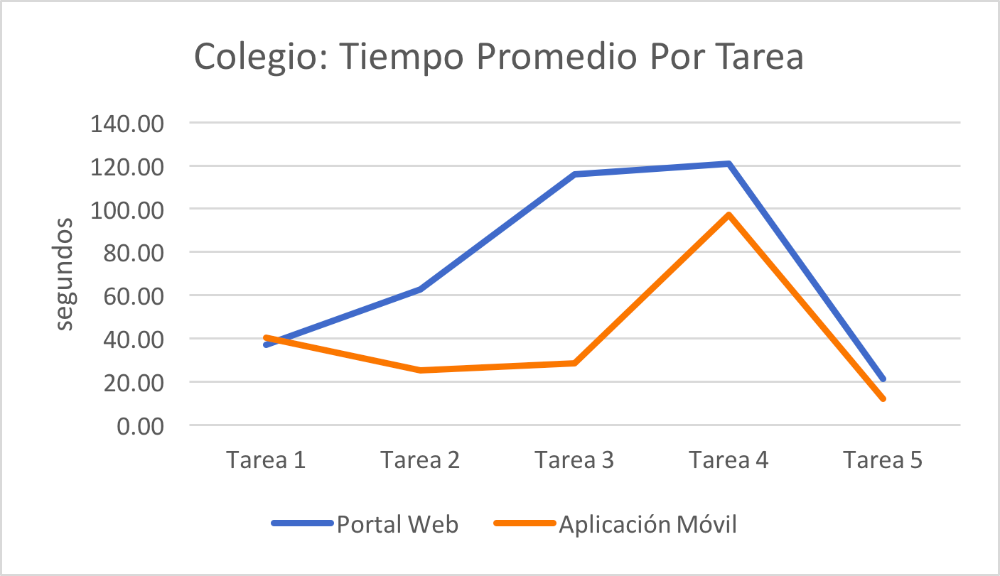 Colegio: Tiempo Promedio Por Tarea
140.00
120.00
100.00
80.00
60.00
40.00
20.00
0.00
segundos
Tarea 1 Tarea 2 Tarea 3 Tarea 4 Tarea 5
Portal Web Aplicación Móvil